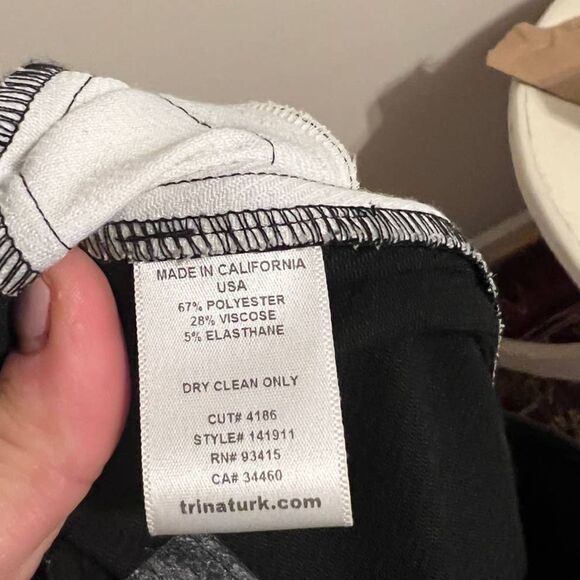 MADE IN CALIFORNIA
USA
67% POLYESTER
28% VISCOSE
5% ELASTHANE
DRY CLEAN ONLY
CUT# 4186
STYLE# 141911
RN# 93415
CA# 34460
trinaturk.com